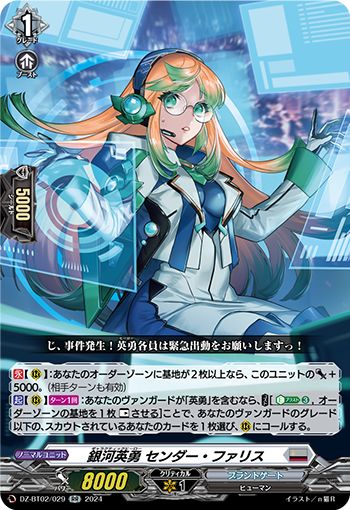 1
グレード
ブースト
5000
シールド
じ、事件発生！英勇各員は緊急出動をお願いしますっ！
永【R】:あなたのオーダーゾーンに基地が2枚以上なら、このユニットの+
5000。(相手ターンも有効)
起【R】ターン1回:あなたのヴァンガードが「英勇」を含むなら、【コスト】、オー
ダーゾーンの基地を1枚させることで、あなたのヴァンガードのグレード
以下の、スカウトされているあなたのカードを1枚選び、Rにコールする。
ノーマルユニット
銀河英勇 センダー・ファリス
パワー 8000
クリティカル
1
ブラントゲート
ヒューマン
DZ-BT02/029 RR 2024
イラスト/n猫R